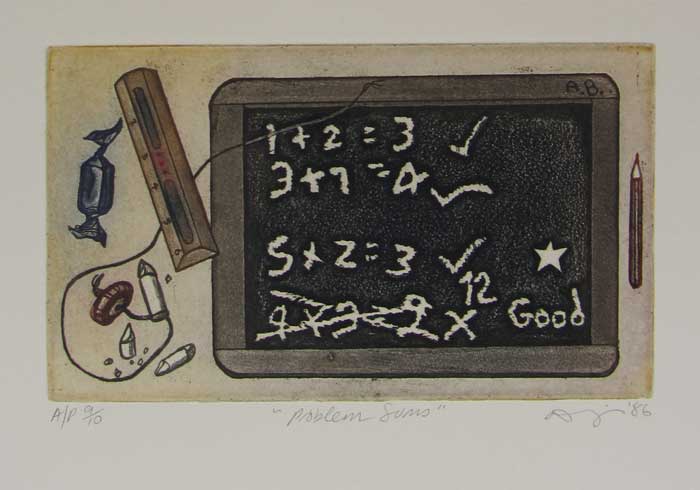 A.B.
1+2=3 ✓
3+1=4 ✓
5+2=3 ✓
12
x
Good
A/P 9/10
"Problem Sums"
'86